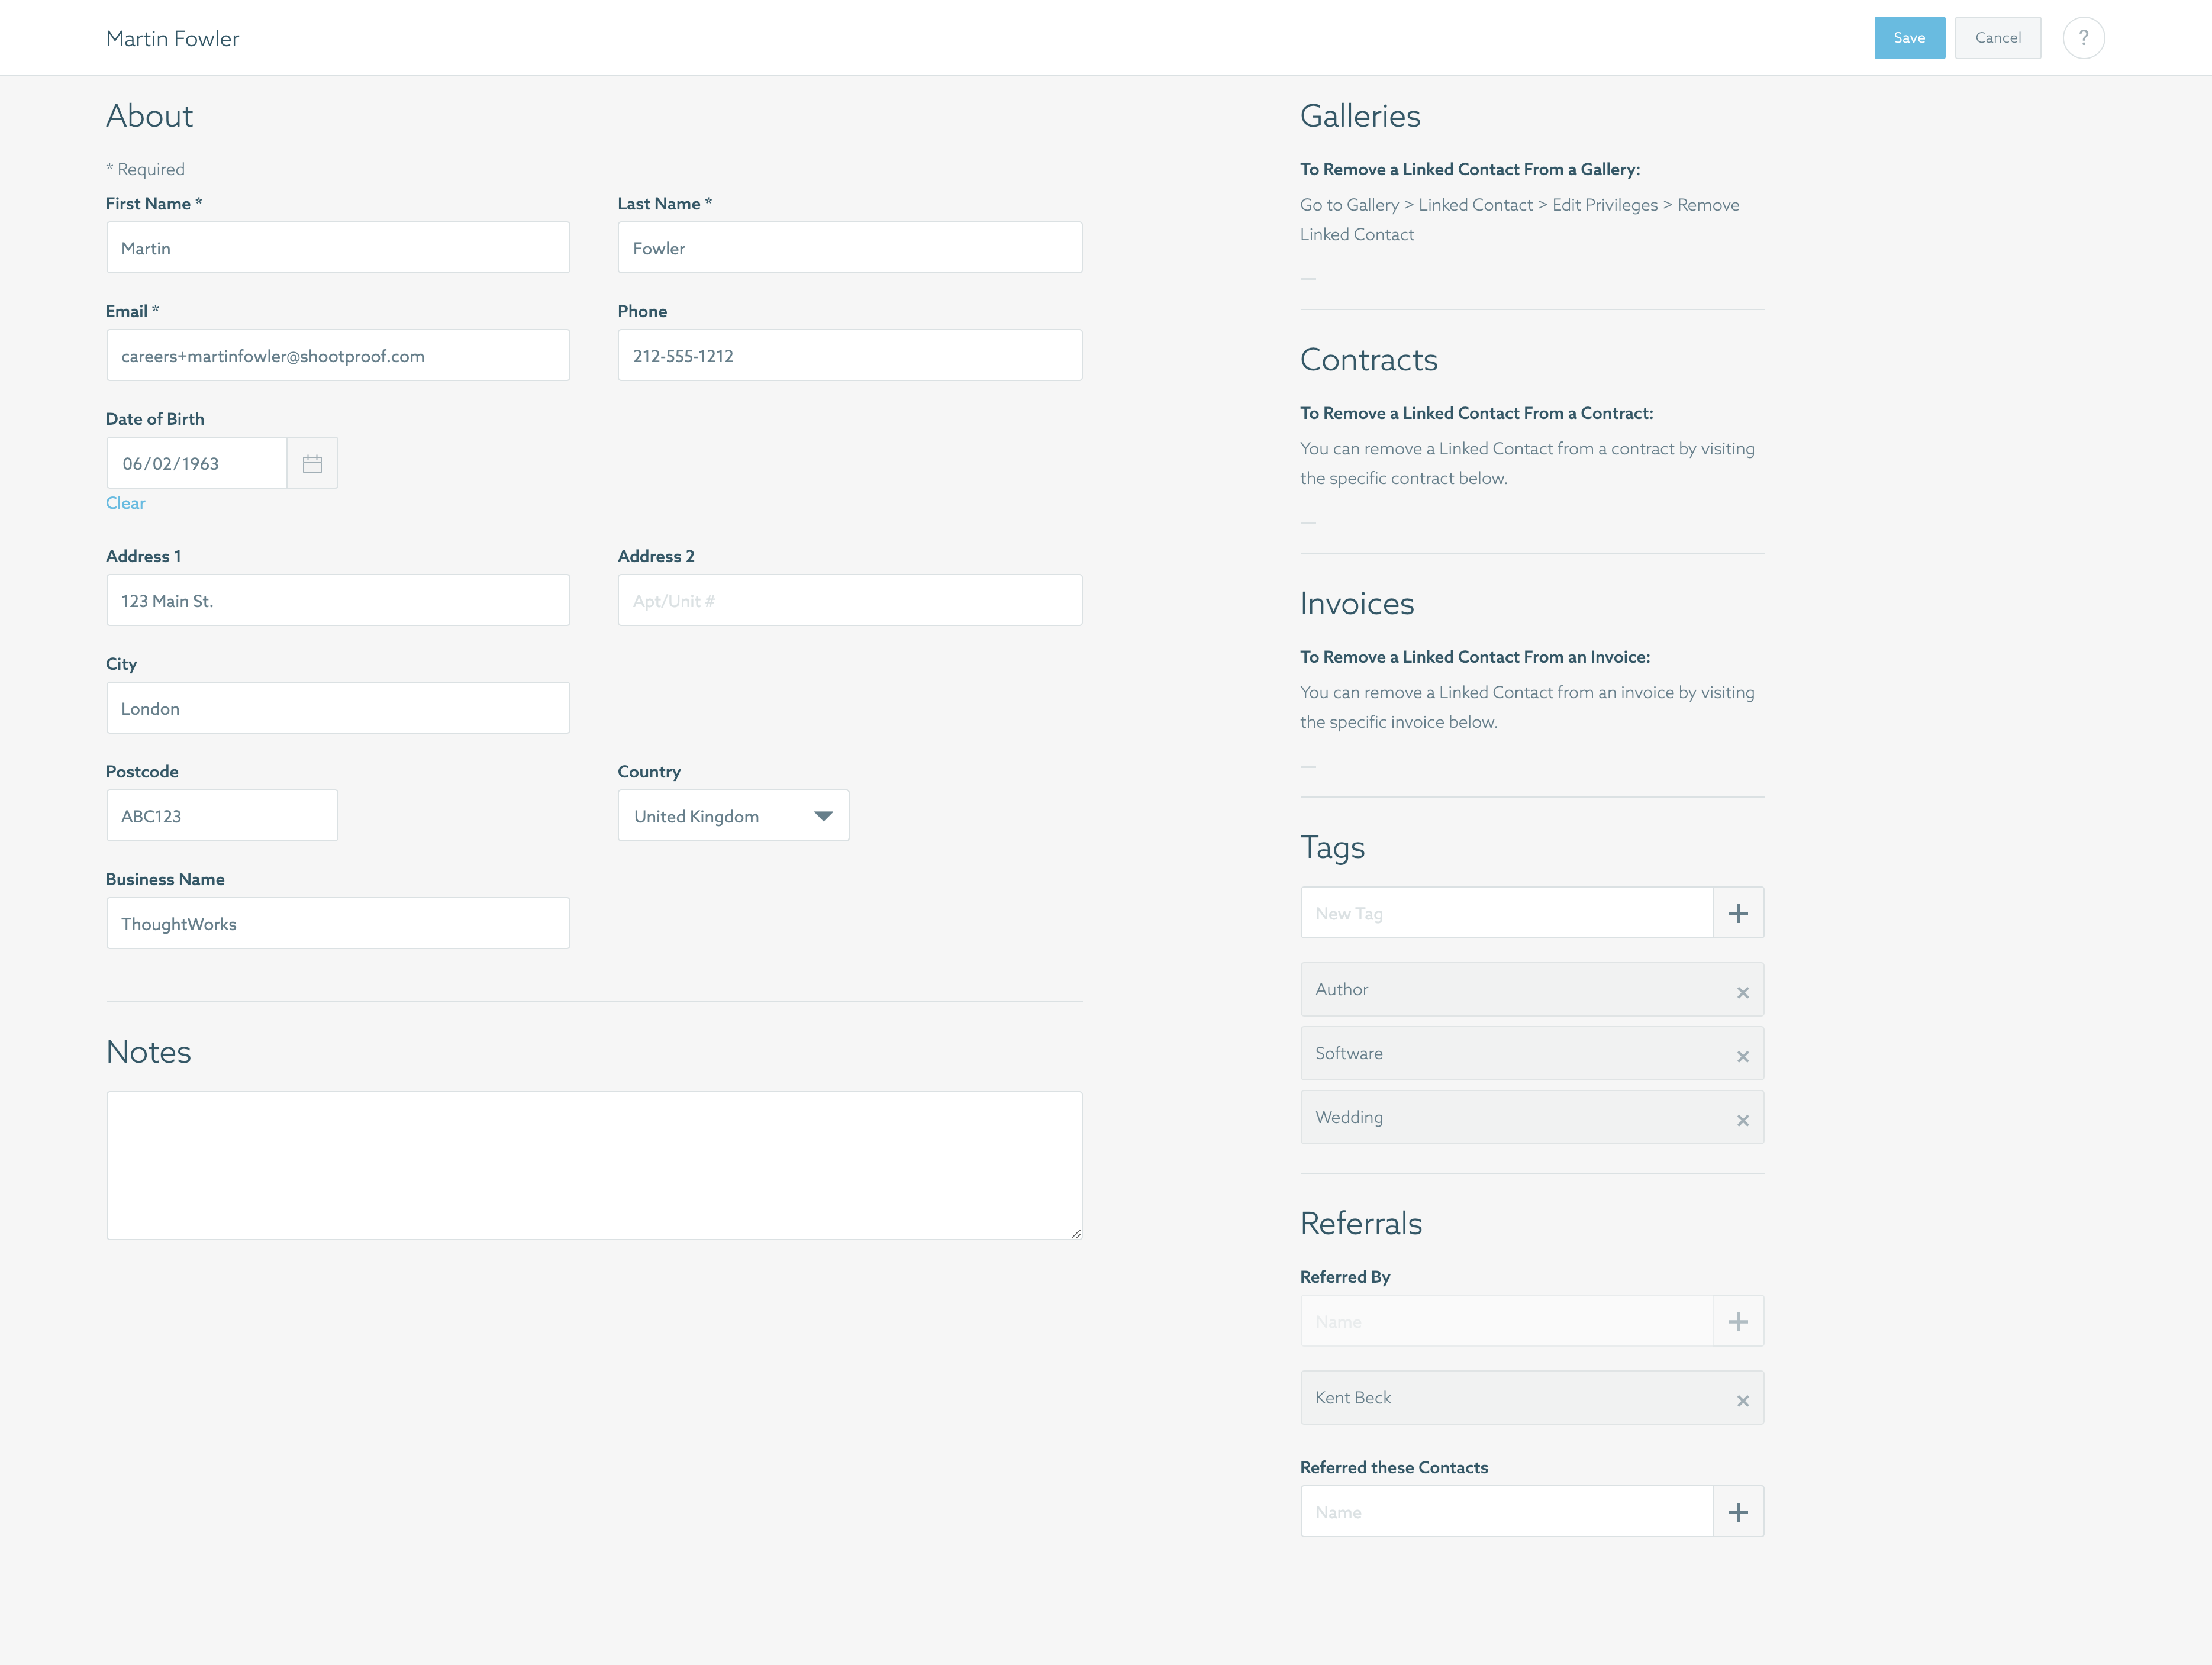 Martin Fowler
Save
Cancel
?
About
* Required
First Name *
Martin
Last Name *
Fowler
Email *
careers+martinfowler@shootproof.com
Phone
212-555-1212
Date of Birth
06/02/1963
Clear
Address 1
123 Main St.
Address 2
Apt/Unit #
City
London
Postcode
ABC123
Country
United Kingdom
Business Name
ThoughtWorks
Notes
Galleries
To Remove a Linked Contact From a Gallery:
Go to Gallery > Linked Contact > Edit Privileges > Remove
Linked Contact
—
Contracts
To Remove a Linked Contact From a Contract:
You can remove a Linked Contact from a contract by visiting
the specific contract below.
—
Invoices
To Remove a Linked Contact From an Invoice:
You can remove a Linked Contact from an invoice by visiting
the specific invoice below.
—
Tags
New Tag
Author
Software
Wedding
Referrals
Referred By
Name
Kent Beck
Referred these Contacts
Name